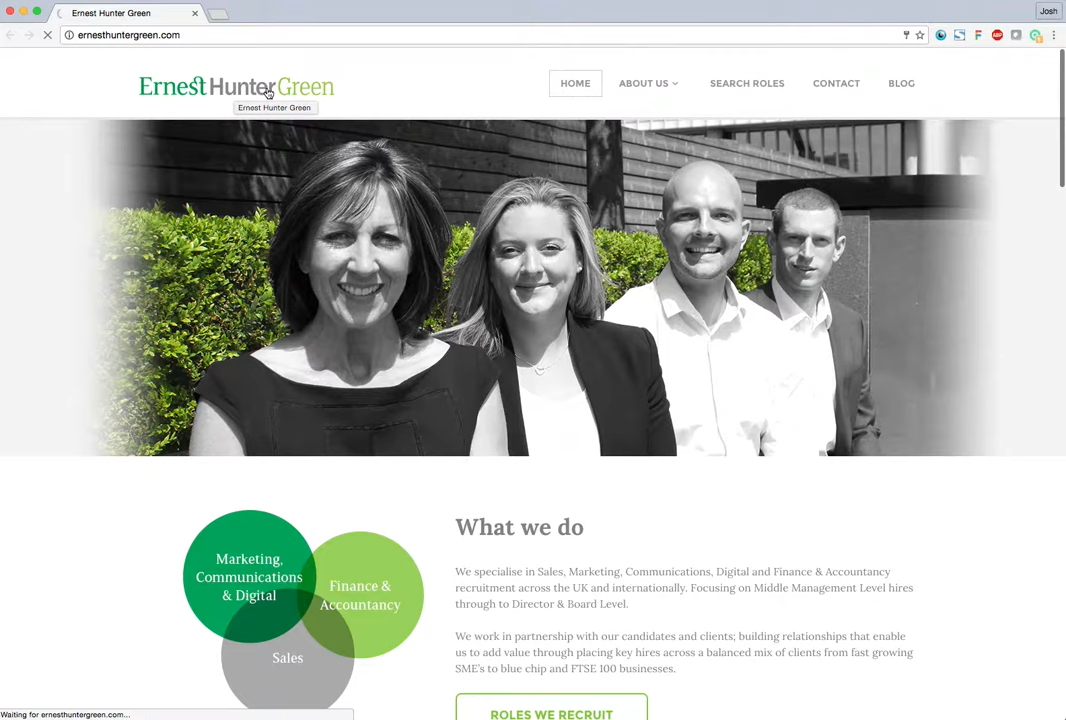 Ernest Hunter Green
Josh
ernesthuntergreen.com
ABP
Ernest Hunter Green
HOME
ABOUT US
SEARCH ROLES
CONTACT
BLOG
Ernest Hunter Green
Marketing,
Communications
& Digital
Finance &
Accountancy
Sales
What we do
We specialise in Sales, Marketing, Communications, Digital and Finance & Accountancy
recruitment across the UK and internationally. Focusing on Middle Management Level hires
through to Director & Board Level.
We work in partnership with our candidates and clients; building relationships that enable
us to add value through placing key hires across a balanced mix of clients from fast growing
SME's to blue chip and FTSE 100 businesses.
ROLES WE RECRUIT
Waiting for ernesthuntergreen.com...